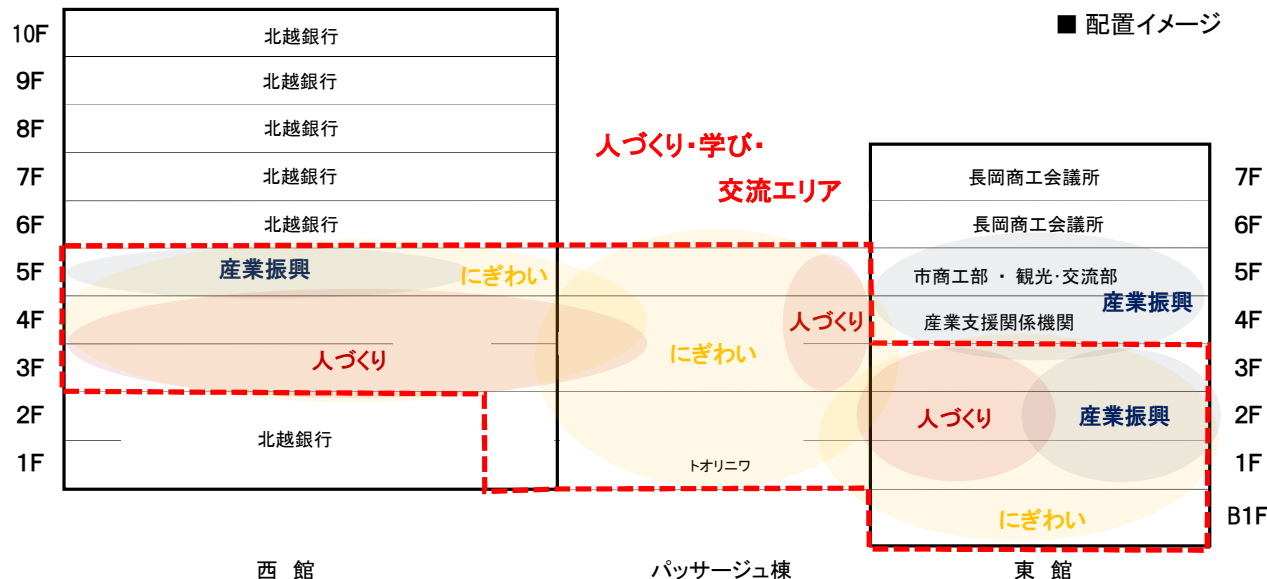 ■ 配置イメージ
10F
北越銀行
9F
北越銀行
8F
北越銀行
人づくり・学び・
交流エリア
7F
北越銀行
長岡商工会議所
7F
6F
北越銀行
長岡商工会議所
6F
5F
産業振興
にぎわい
市商工部 ・ 観光・交流部
産業振興
5F
4F
人づくり
産業支援関係機関
4F
3F
人づくり
にぎわい
3F
2F
北越銀行
人づくり
産業振興
2F
1F
トオリニワ
1F
にぎわい
B1F
西 館
パッサージュ棟
東 館